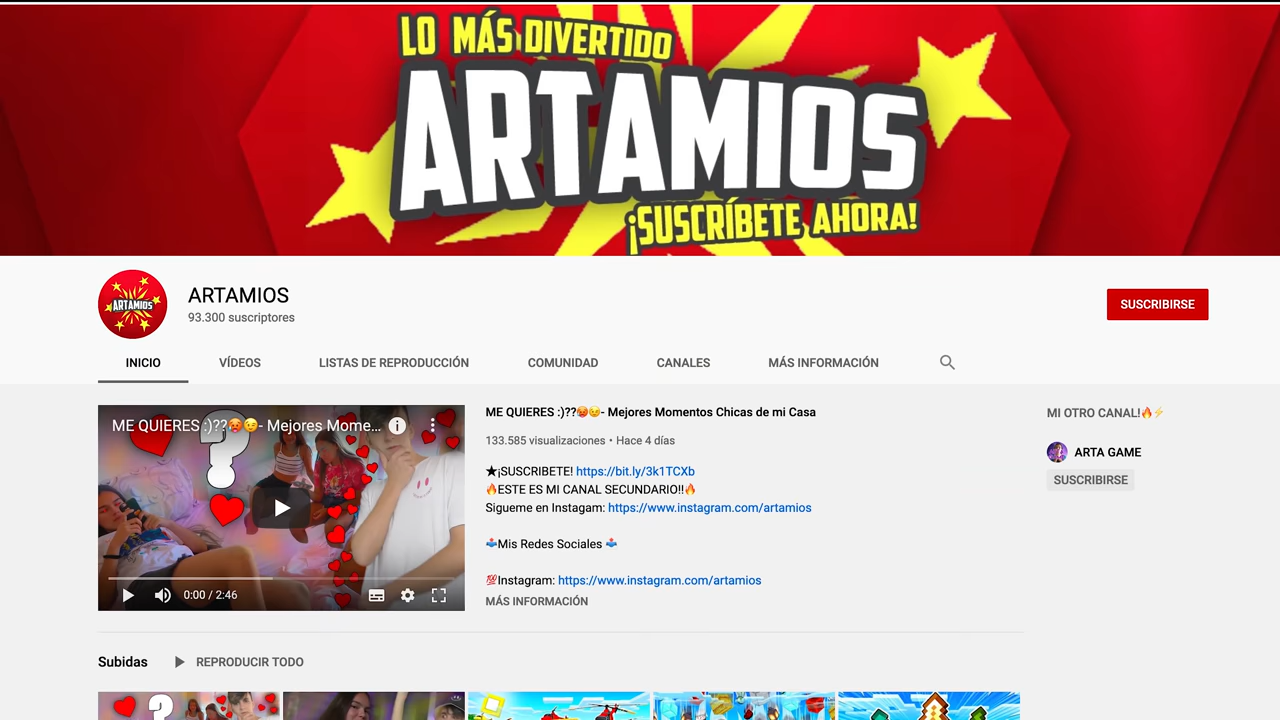 LO MÁS DIVERTIDO
ARTAMIOS
¡SUSCRÍBETE AHORA!
ARTAMIOS
ARTAMIOS
93.300 suscriptores
SUSCRIBIRSE
INICIO VÍDEOS LISTAS DE REPRODUCCIÓN COMUNIDAD CANALES MÁS INFORMACIÓN
ME QUIERES :)??🥵😉- Mejores Mome...
ME QUIERES :)??🥵😉- Mejores Momentos Chicas de mi Casa
133.585 visualizaciones • Hace 4 días
★¡SUSCRIBETE! https://bit.ly/3k1TCXb
🔥ESTE ES MI CANAL SECUNDARIO!!🔥
Sigueme en Instagam: https://www.instagram.com/artamios
📥Mis Redes Sociales 📥
💯Instagram: https://www.instagram.com/artamios
MÁS INFORMACIÓN
?
0:00 / 2:46
MI OTRO CANAL!🔥⚡
ARTA GAME
SUSCRIBIRSE
Subidas REPRODUCIR TODO
?